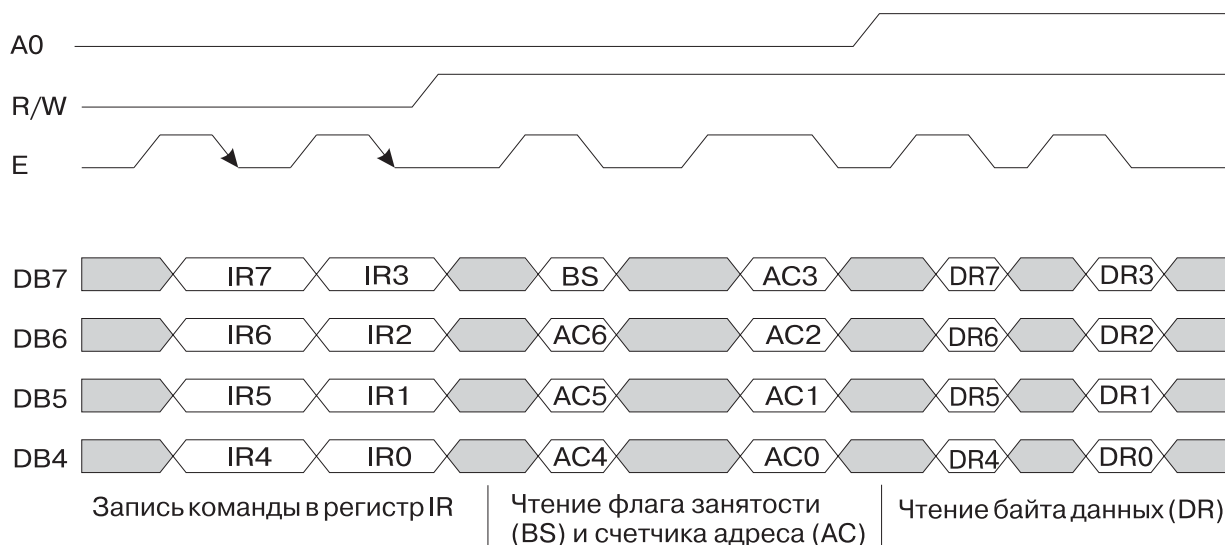 A0
R/W
E
DB7 IR7 IR3 BS AC3 DR7 DR3
DB6 IR6 IR2 AC6 AC2 DR6 DR2
DB5 IR5 IR1 AC5 AC1 DR5 DR1
DB4 IR4 IR0 AC4 AC0 DR4 DR0
Запись команды в регистр IR
Чтение флага занятости
(BS) и счетчика адреса (AC)
Чтение байта данных (DR)